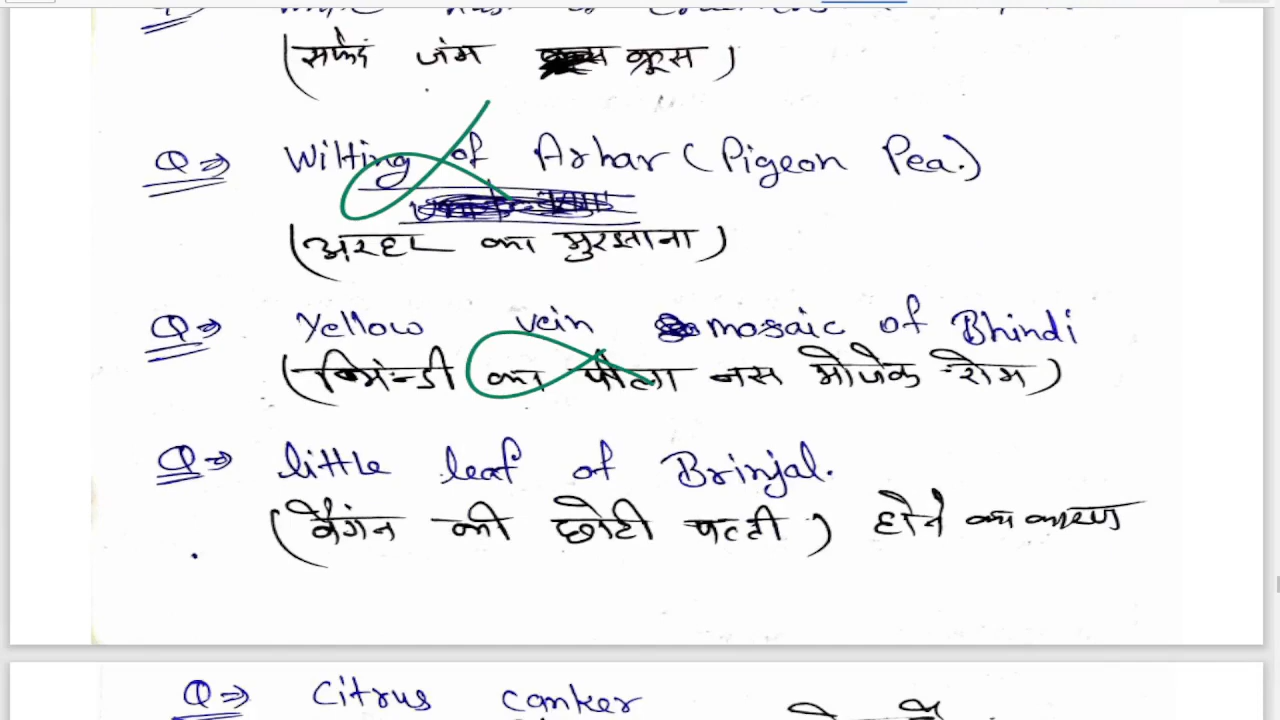 (सफेद जंग क्रूस)
Q⇒ Wilting of Arhar (Pigeon Pea.)
(अरहर का मुरझाना)
Q⇒ Yellow vein mosaic of Bhindi
(भिन्डी का पीला नस मोजेक रोग)
Q⇒ little leaf of Brinjal.
(बैगंन की छोटी पत्ती) होने का कारण
Q⇒ Citrus canker